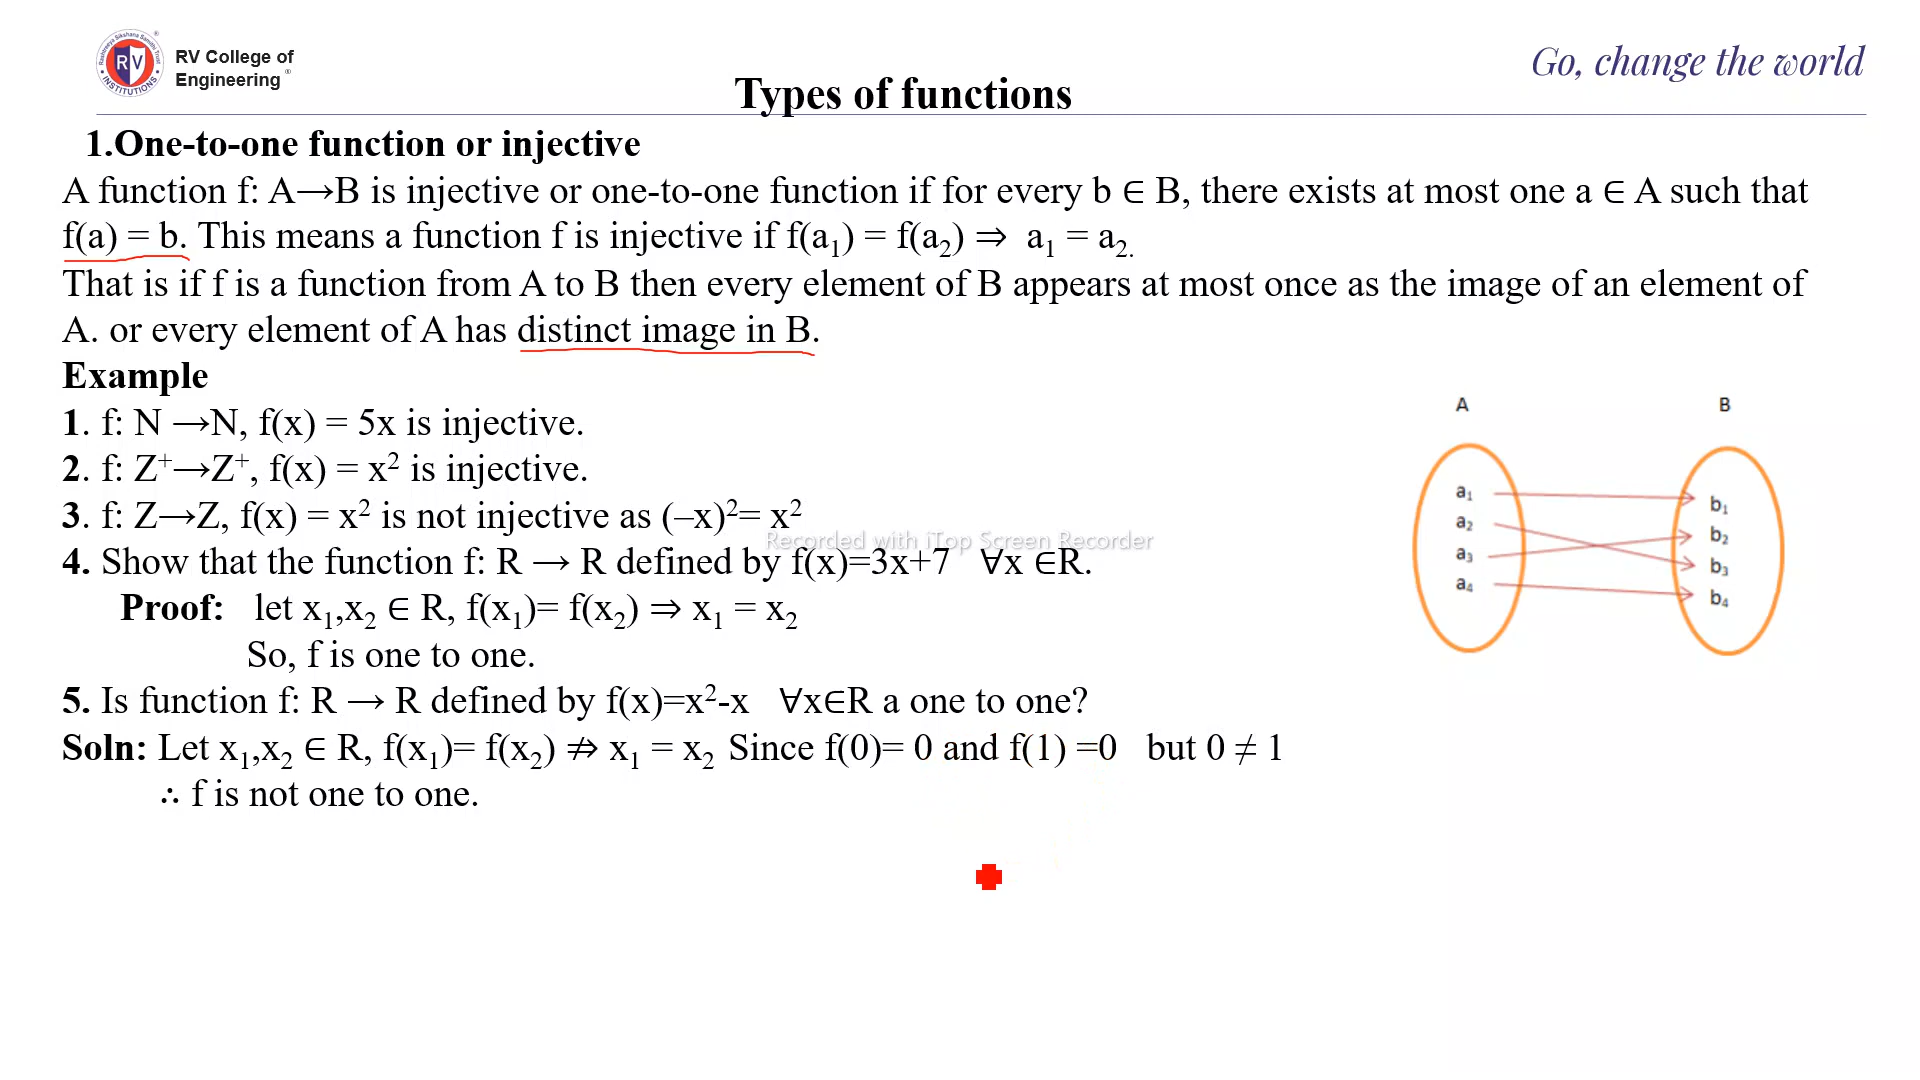 RV College of
Engineering ®
Go, change the world
Types of functions
1.One-to-one function or injective
A function f: A→B is injective or one-to-one function if for every b ∈ B, there exists at most one a ∈ A such that
f(a) = b. This means a function f is injective if f(a₁) = f(a₂) ⇒ a₁ = a₂.
That is if f is a function from A to B then every element of B appears at most once as the image of an element of
A. or every element of A has distinct image in B.
Example
1. f: N →N, f(x) = 5x is injective.
2. f: Z⁺→Z⁺, f(x) = x² is injective.
3. f: Z→Z, f(x) = x² is not injective as (–x)²= x²
Recorded with iTop Screen Recorder
4. Show that the function f: R → R defined by f(x)=3x+7 ∀x ∈R.
Proof: let x₁,x₂ ∈ R, f(x₁)= f(x₂) ⇒ x₁ = x₂
So, f is one to one.
5. Is function f: R → R defined by f(x)=x²-x ∀x∈R a one to one?
Soln: Let x₁,x₂ ∈ R, f(x₁)= f(x₂) ⇏ x₁ = x₂ Since f(0)= 0 and f(1) =0 but 0 ≠ 1
∴ f is not one to one.
A B
a₁ b₁
a₂ b₂
a₃ b₃
a₄ b₄
RV
INSTITUTIONS